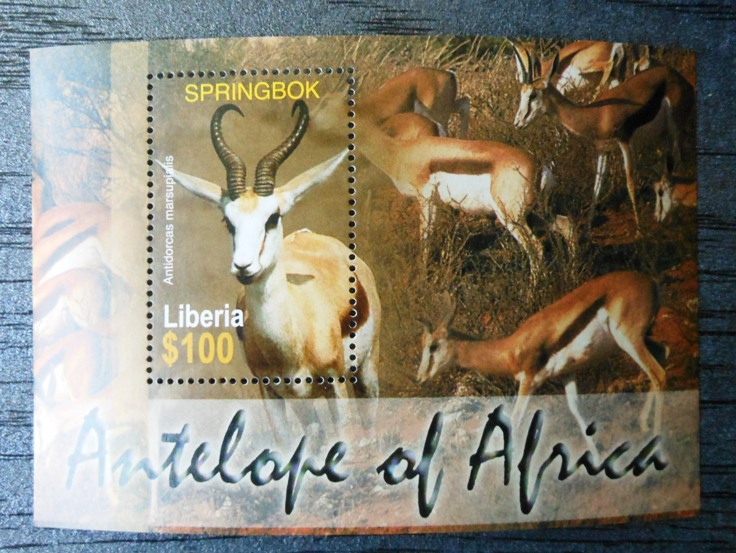 SPRINGBOK
Antidorcas marsupialis
Liberia
$100
Antelope of Africa